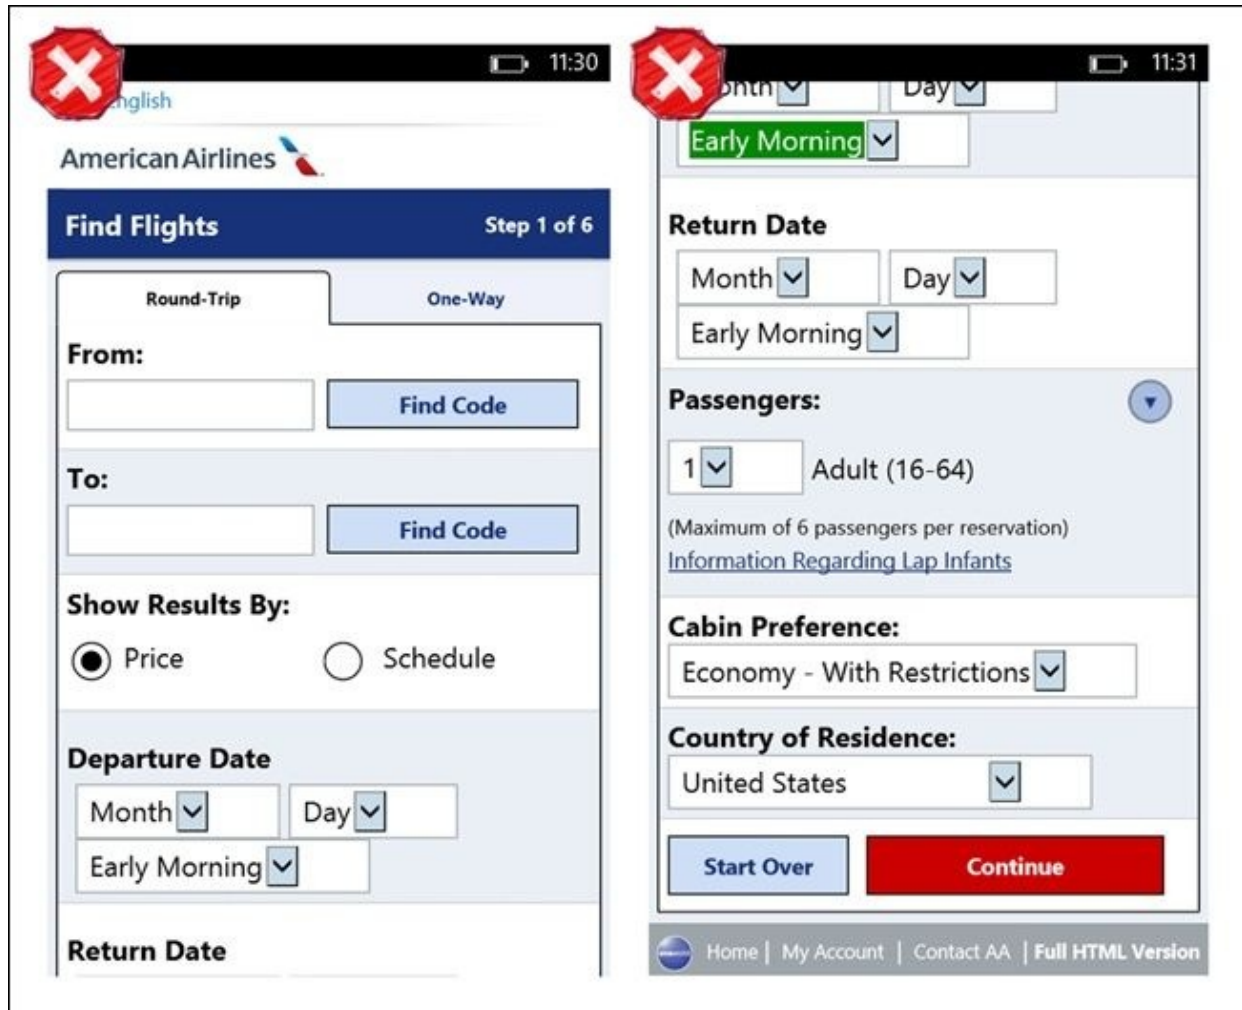 11:30
English
American Airlines
Find Flights Step 1 of 6
Round-Trip One-Way
From:
Find Code
To:
Find Code
Show Results By:
Price Schedule
Departure Date
Month Day
Early Morning
Return Date
11:31
Month Day
Early Morning
Return Date
Month Day
Early Morning
Passengers:
1 Adult (16-64)
(Maximum of 6 passengers per reservation)
Information Regarding Lap Infants
Cabin Preference:
Economy - With Restrictions
Country of Residence:
United States
Start Over Continue
Home | My Account | Contact AA | Full HTML Version